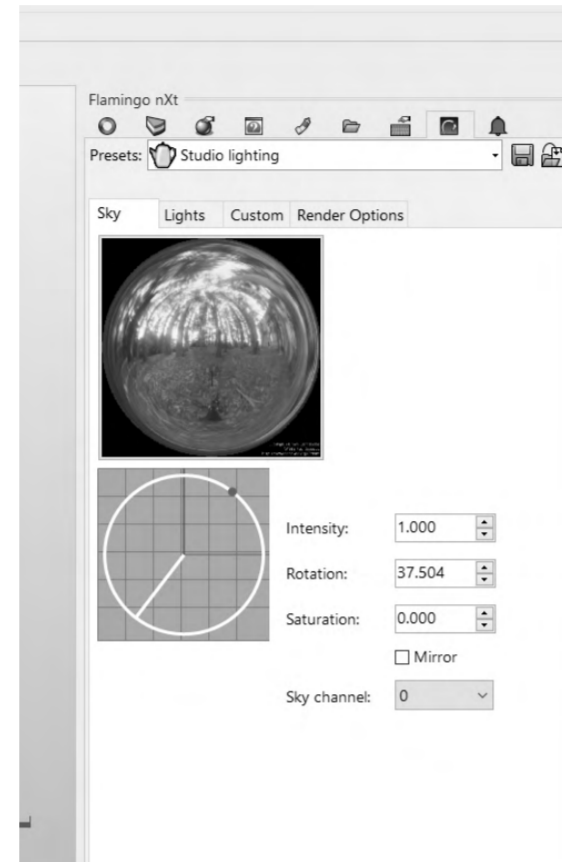 Flamingo nXt
Presets: Studio lighting
Sky Lights Custom Render Options
Intensity: 1.000
Rotation: 37.504
Saturation: 0.000
Mirror
Sky channel: 0